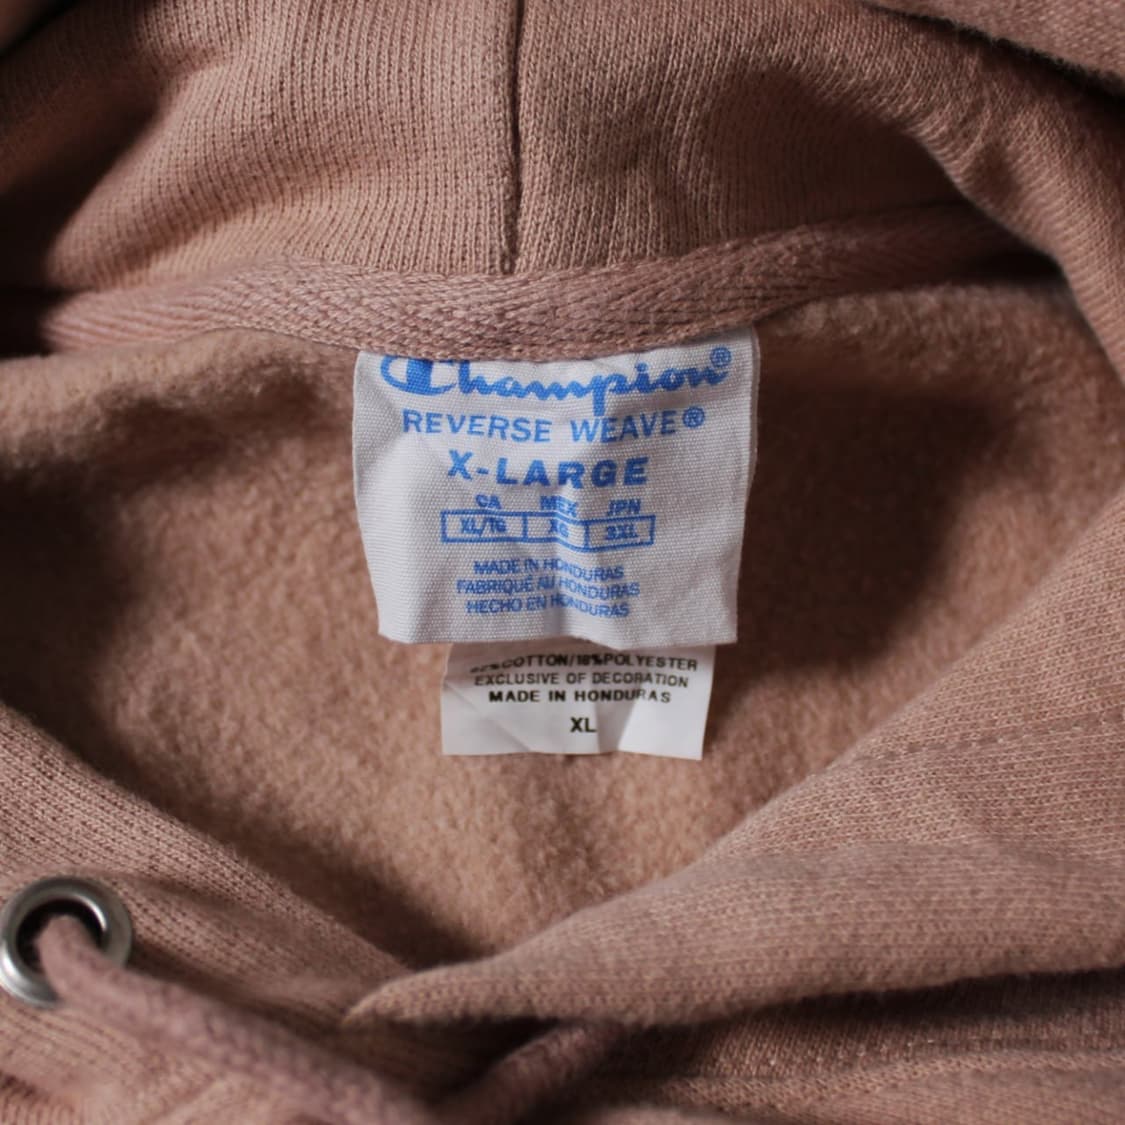 Champion®
REVERSE WEAVE®
X-LARGE
CA MEX JPN
XL/TG XG 3XL
MADE IN HONDURAS
FABRIQUÉ AU HONDURAS
HECHO EN HONDURAS
COTTON/18%POLYESTER
EXCLUSIVE OF DECORATION
MADE IN HONDURAS
XL